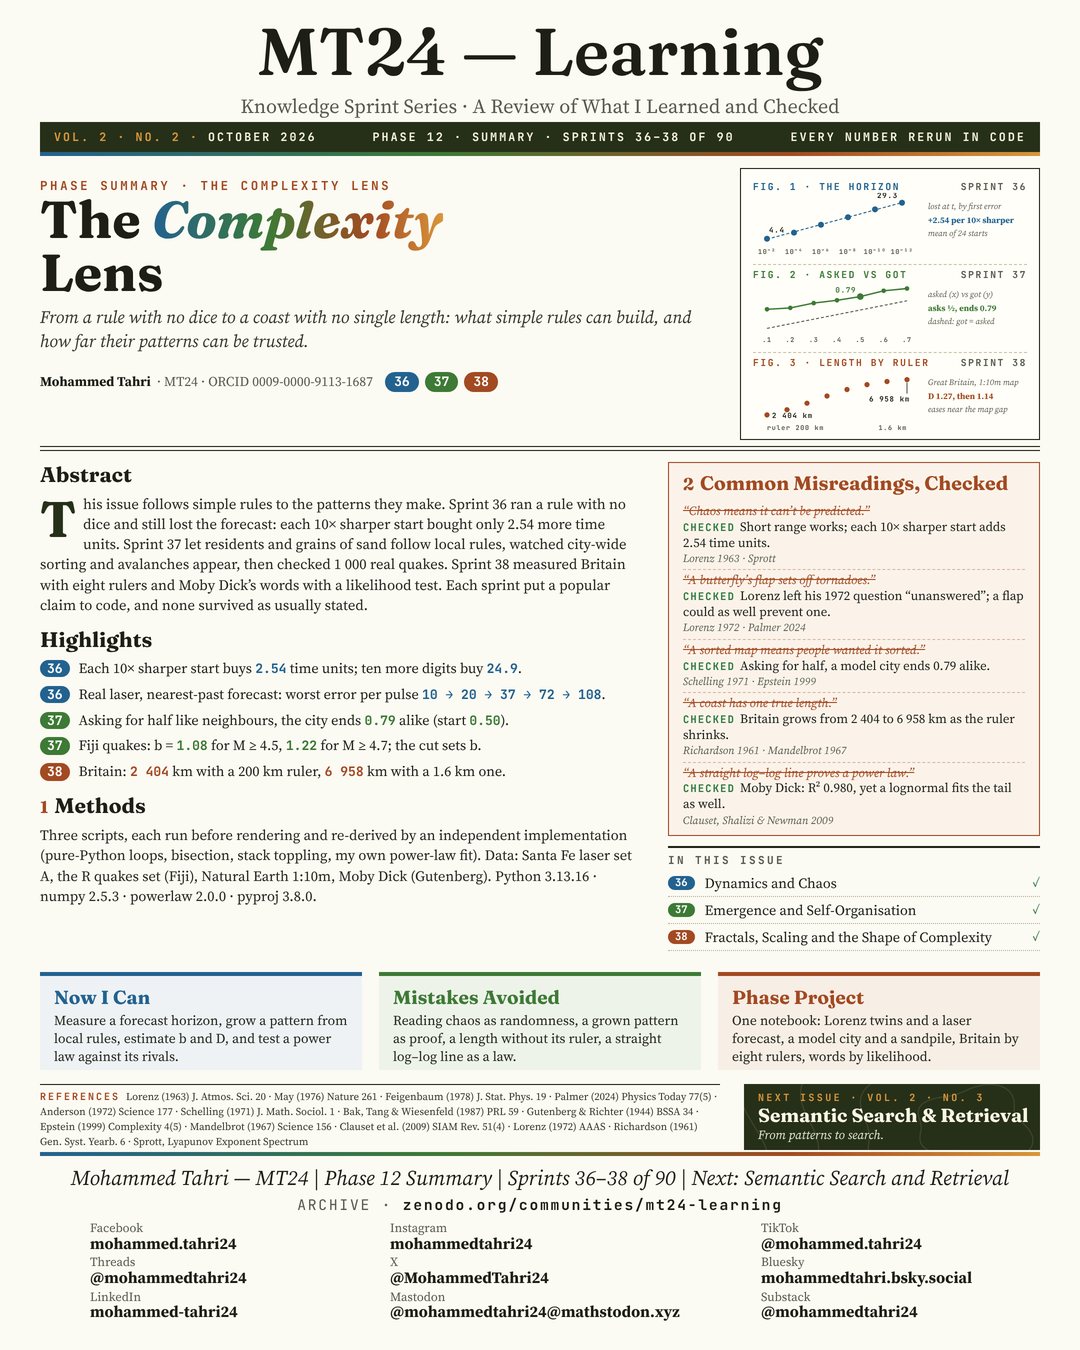 MT24 — Learning
Knowledge Sprint Series · A Review of What I Learned and Checked
VOL. 2 · NO. 2 · OCTOBER 2026 PHASE 12 · SUMMARY · SPRINTS 36–38 OF 90 EVERY NUMBER RERUN IN CODE
PHASE SUMMARY · THE COMPLEXITY LENS
The Complexity
Lens
From a rule with no dice to a coast with no single length: what simple rules can build, and
how far their patterns can be trusted.
Mohammed Tahri · MT24 · ORCID 0009-0000-9113-1687 36 37 38
FIG. 1 · THE HORIZON SPRINT 36
29.3
4.4
lost at t, by first error
+2.54 per 10× sharper
mean of 24 starts
10⁻² 10⁻⁴ 10⁻⁶ 10⁻⁸ 10⁻¹⁰ 10⁻¹²
FIG. 2 · ASKED VS GOT SPRINT 37
0.79
asked (x) vs got (y)
asks ½, ends 0.79
dashed: got = asked
.1 .2 .3 .4 .5 .6 .7
FIG. 3 · LENGTH BY RULER SPRINT 38
Great Britain, 1:10m map
D 1.27, then 1.14
eases near the map gap
6 958 km
2 404 km
ruler 200 km 1.6 km
Abstract
This issue follows simple rules to the patterns they make. Sprint 36 ran a rule with no
dice and still lost the forecast: each 10× sharper start bought only 2.54 more time
units. Sprint 37 let residents and grains of sand follow local rules, watched city-wide
sorting and avalanches appear, then checked 1 000 real quakes. Sprint 38 measured Britain
with eight rulers and Moby Dick’s words with a likelihood test. Each sprint put a popular
claim to code, and none survived as usually stated.
Highlights
36 Each 10× sharper start buys 2.54 time units; ten more digits buy 24.9.
36 Real laser, nearest-past forecast: worst error per pulse 10 → 20 → 37 → 72 → 108.
37 Asking for half like neighbours, the city ends 0.79 alike (start 0.50).
37 Fiji quakes: b = 1.08 for M ≥ 4.5, 1.22 for M ≥ 4.7; the cut sets b.
38 Britain: 2 404 km with a 200 km ruler, 6 958 km with a 1.6 km one.
1 Methods
Three scripts, each run before rendering and re-derived by an independent implementation
(pure-Python loops, bisection, stack toppling, my own power-law fit). Data: Santa Fe laser set
A, the R quakes set (Fiji), Natural Earth 1:10m, Moby Dick (Gutenberg). Python 3.13.16 ·
numpy 2.5.3 · powerlaw 2.0.0 · pyproj 3.8.0.
2 Common Misreadings, Checked
“Chaos means it can’t be predicted.”
CHECKED Short range works; each 10× sharper start adds
2.54 time units.
Lorenz 1963 · Sprott
“A butterfly’s flap sets off tornadoes.”
CHECKED Lorenz left his 1972 question “unanswered”; a flap
could as well prevent one.
Lorenz 1972 · Palmer 2024
“A sorted map means people wanted it sorted.”
CHECKED Asking for half, a model city ends 0.79 alike.
Schelling 1971 · Epstein 1999
“A coast has one true length.”
CHECKED Britain grows from 2 404 to 6 958 km as the ruler
shrinks.
Richardson 1961 · Mandelbrot 1967
“A straight log–log line proves a power law.”
CHECKED Moby Dick: R² 0.980, yet a lognormal fits the tail
as well.
Clauset, Shalizi & Newman 2009
IN THIS ISSUE
36 Dynamics and Chaos ✓
37 Emergence and Self-Organisation ✓
38 Fractals, Scaling and the Shape of Complexity ✓
Now I Can
Measure a forecast horizon, grow a pattern from
local rules, estimate b and D, and test a power
law against its rivals.
Mistakes Avoided
Reading chaos as randomness, a grown pattern
as proof, a length without its ruler, a straight
log–log line as a law.
Phase Project
One notebook: Lorenz twins and a laser
forecast, a model city and a sandpile, Britain by
eight rulers, words by likelihood.
REFERENCES Lorenz (1963) J. Atmos. Sci. 20 · May (1976) Nature 261 · Feigenbaum (1978) J. Stat. Phys. 19 · Palmer (2024) Physics Today 77(5) ·
Anderson (1972) Science 177 · Schelling (1971) J. Math. Sociol. 1 · Bak, Tang & Wiesenfeld (1987) PRL 59 · Gutenberg & Richter (1944) BSSA 34 ·
Epstein (1999) Complexity 4(5) · Mandelbrot (1967) Science 156 · Clauset et al. (2009) SIAM Rev. 51(4) · Lorenz (1972) AAAS · Richardson (1961)
Gen. Syst. Yearb. 6 · Sprott, Lyapunov Exponent Spectrum
NEXT ISSUE · VOL. 2 · NO. 3
Semantic Search & Retrieval
From patterns to search.
Mohammed Tahri — MT24 | Phase 12 Summary | Sprints 36–38 of 90 | Next: Semantic Search and Retrieval
ARCHIVE · zenodo.org/communities/mt24-learning
Facebook Instagram TikTok
mohammed.tahri24 mohammedtahri24 @mohammed.tahri24
Threads X Bluesky
@mohammedtahri24 @MohammedTahri24 mohammedtahri.bsky.social
LinkedIn Mastodon Substack
mohammed-tahri24 @mohammedtahri24@mathstodon.xyz @mohammedtahri24